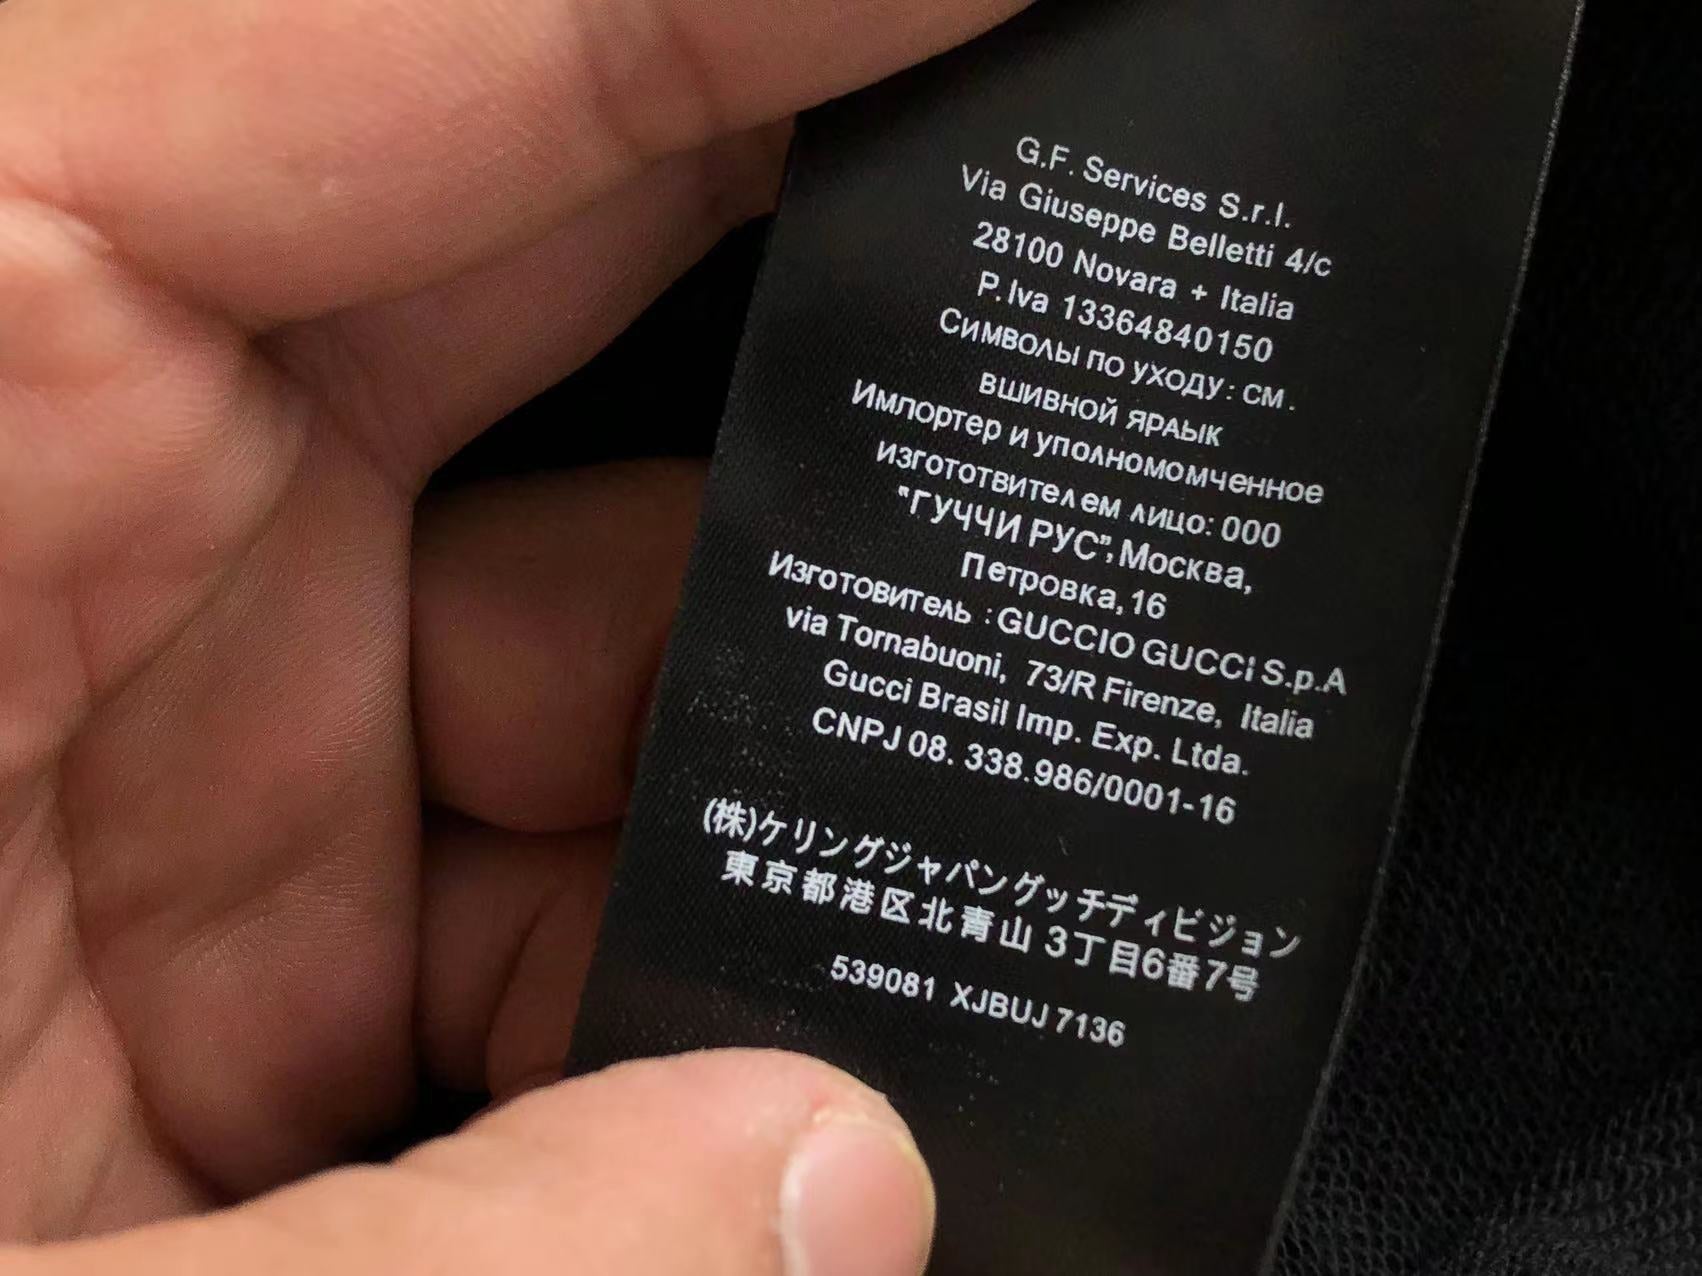 G.F. Services S.r.l.
Via Giuseppe Belletti 4/c
28100 Novara + Italia
P.Iva 13364840150
Символы по уходу: см.
вшивной яраык
Имлортер и уполномомченное
изгототвителем лицо: 000
"ГУЧЧИ РУС", Москва,
Петровка, 16
Изготовитель : GUCCIO GUCCI S.p.A
via Tornabuoni, 73/R Firenze, Italia
Gucci Brasil Imp. Exp. Ltda.
CNPJ 08. 338.986/0001-16
(株)ケリングジャパングッチディビジョン
東京都港区北青山 3丁目6番7号
539081 XJBUJ 7136